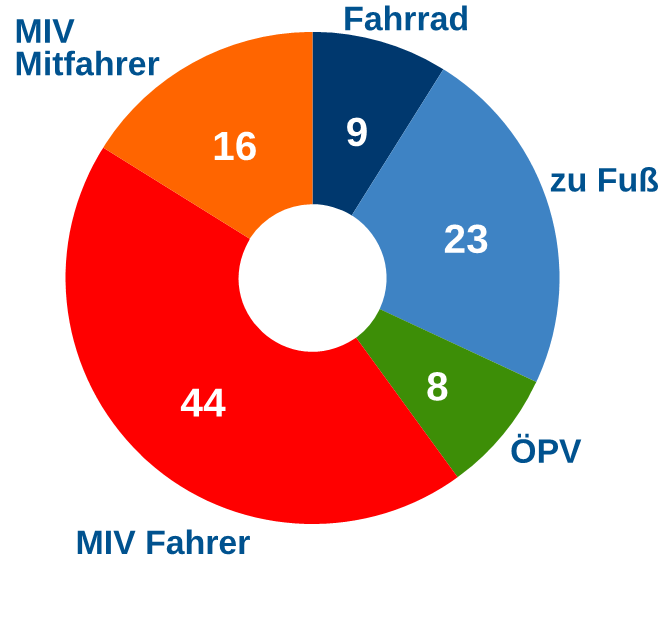 Fahrrad
MIV
Mitfahrer
9
16
zu Fuß
23
8
44
ÖPV
MIV Fahrer